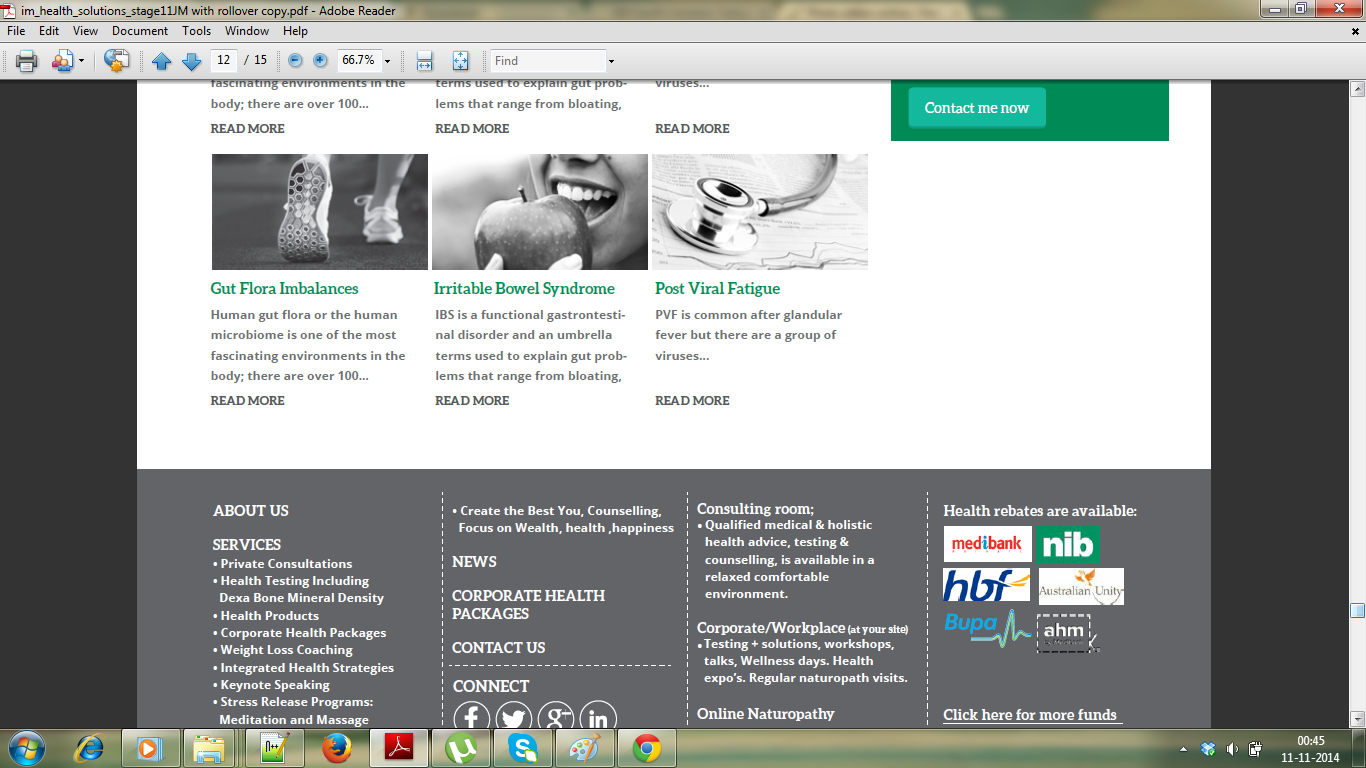 im_health_solutions_stage11JM with rollover copy.pdf - Adobe Reader
File Edit View Document Tools Window Help
12 / 15 66.7% Find
fascinating environments in the
body; there are over 100...
READ MORE
terms used to explain gut prob-
lems that range from bloating,
READ MORE
viruses...
READ MORE
Contact me now
Gut Flora Imbalances
Human gut flora or the human
microbiome is one of the most
fascinating environments in the
body; there are over 100...
READ MORE
Irritable Bowel Syndrome
IBS is a functional gastrontesti-
nal disorder and an umbrella
terms used to explain gut prob-
lems that range from bloating,
READ MORE
Post Viral Fatigue
PVF is common after glandular
fever but there are a group of
viruses...
READ MORE
ABOUT US
SERVICES
• Private Consultations
• Health Testing Including
Dexa Bone Mineral Density
• Health Products
• Corporate Health Packages
• Weight Loss Coaching
• Integrated Health Strategies
• Keynote Speaking
• Stress Release Programs:
Meditation and Massage
• Create the Best You, Counselling,
Focus on Wealth, health ,happiness
NEWS
CORPORATE HEALTH
PACKAGES
CONTACT US
CONNECT
Consulting room;
• Qualified medical & holistic
health advice, testing &
counselling, is available in a
relaxed comfortable
environment.
Corporate/Workplace (at your site)
• Testing + solutions, workshops,
talks, Wellness days. Health
expo's. Regular naturopath visits.
Online Naturopathy
Health rebates are available:
medibank
nib
hbf
Australian Unity
Bupa
ahm
Click here for more funds
00:45
11-11-2014